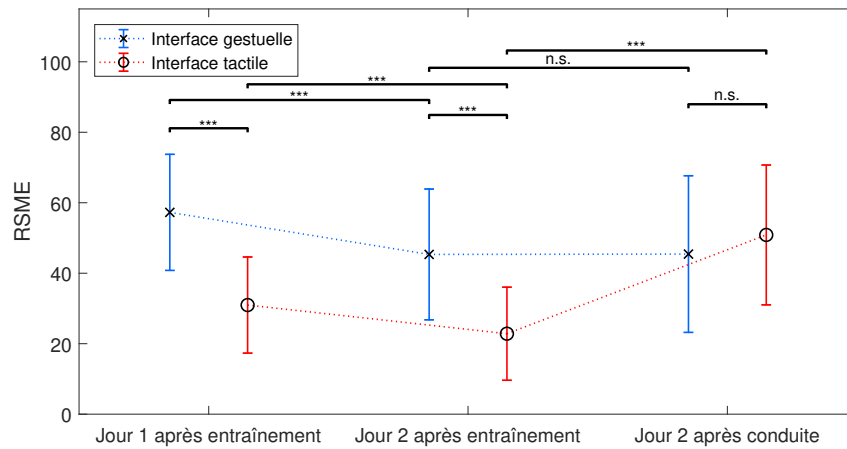 Interface gestuelle
Interface tactile
***
n.s.
***
***
n.s.
***
***
RSME
100
80
60
40
20
0
Jour 1 après entraînement
Jour 2 après entraînement
Jour 2 après conduite